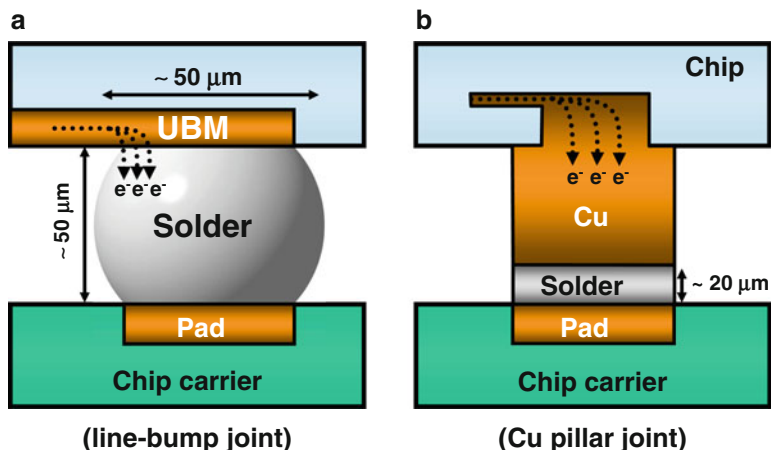 a
~ 50 µm
UBM
e- e- e-
~ 50 µm
Solder
Pad
Chip carrier
(line-bump joint)
b
Chip
e- e- e-
Cu
Solder
~ 20 µm
Pad
Chip carrier
(Cu pillar joint)